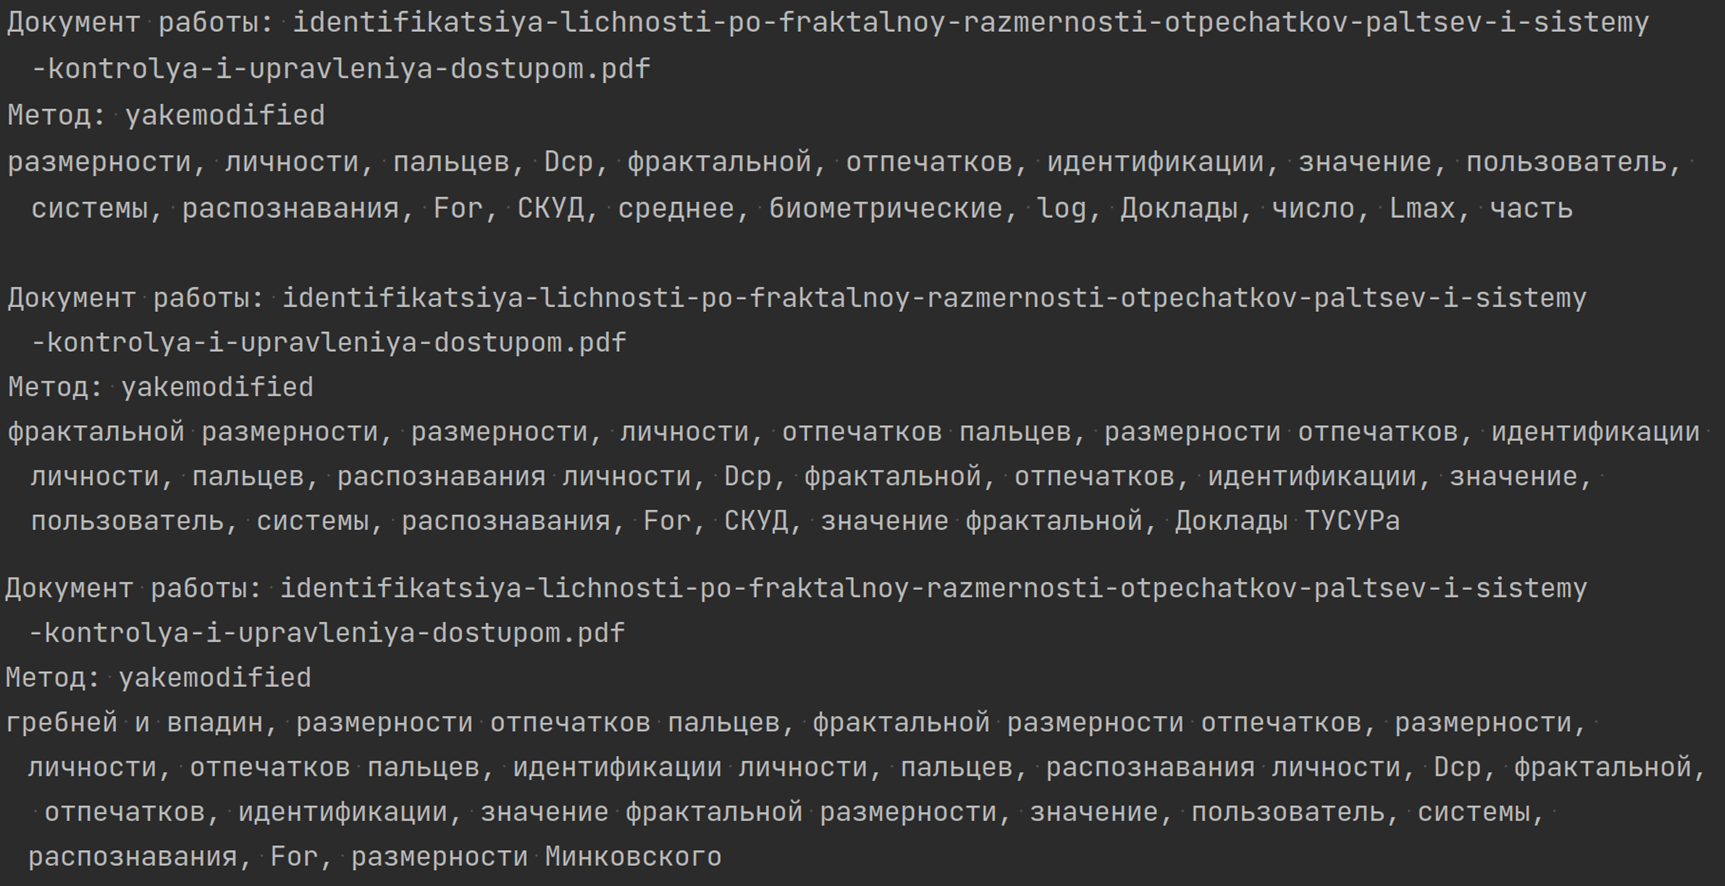 Документ работы: identifikatsiya-lichnosti-po-fraktalnoy-razmernosti-otpechatkov-paltsev-i-sistemy
-kontrolya-i-upravleniya-dostupom.pdf
Метод: yakemodified
размерности, личности, пальцев, Dср, фрактальной, отпечатков, идентификации, значение, пользователь,
системы, распознавания, For, СКУД, среднее, биометрические, log, Доклады, число, Lmax, часть
Документ работы: identifikatsiya-lichnosti-po-fraktalnoy-razmernosti-otpechatkov-paltsev-i-sistemy
-kontrolya-i-upravleniya-dostupom.pdf
Метод: yakemodified
фрактальной размерности, размерности, личности, отпечатков пальцев, размерности отпечатков, идентификации
личности, пальцев, распознавания личности, Dср, фрактальной, отпечатков, идентификации, значение,
пользователь, системы, распознавания, For, СКУД, значение фрактальной, Доклады ТУСУРа
Документ работы: identifikatsiya-lichnosti-po-fraktalnoy-razmernosti-otpechatkov-paltsev-i-sistemy
-kontrolya-i-upravleniya-dostupom.pdf
Метод: yakemodified
гребней и впадин, размерности отпечатков пальцев, фрактальной размерности отпечатков, размерности,
личности, отпечатков пальцев, идентификации личности, пальцев, распознавания личности, Dср, фрактальной,
отпечатков, идентификации, значение фрактальной размерности, значение, пользователь, системы,
распознавания, For, размерности Минковского